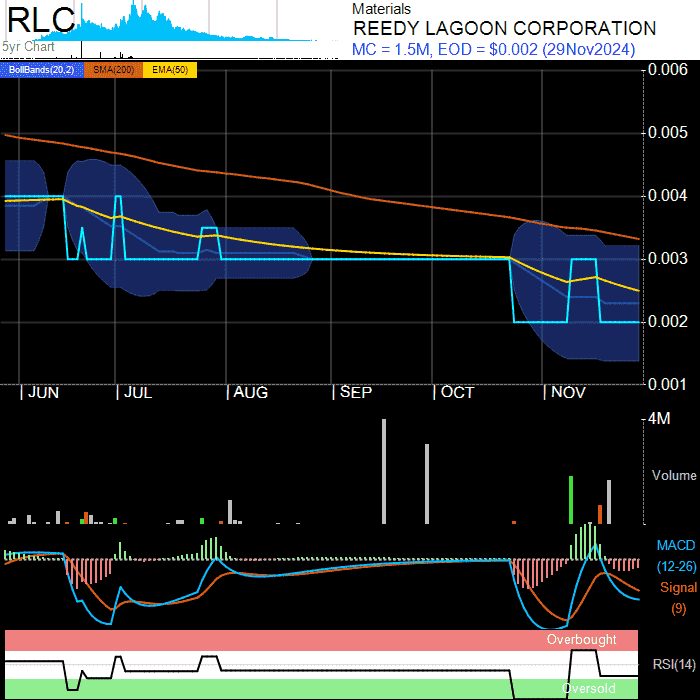 RLC
5yr Chart
Materials
REEDY LAGOON CORPORATION
MC = 1.5M, EOD = $0.002 (29Nov2024)
BollBands(20,2) SMA(200) EMA(50)
0.006
0.005
0.004
0.003
0.002
0.001
JUN JUL AUG SEP OCT NOV
4M
Volume
MACD
(12-26)
Signal
(9)
Overbought
RSI(14)
Oversold